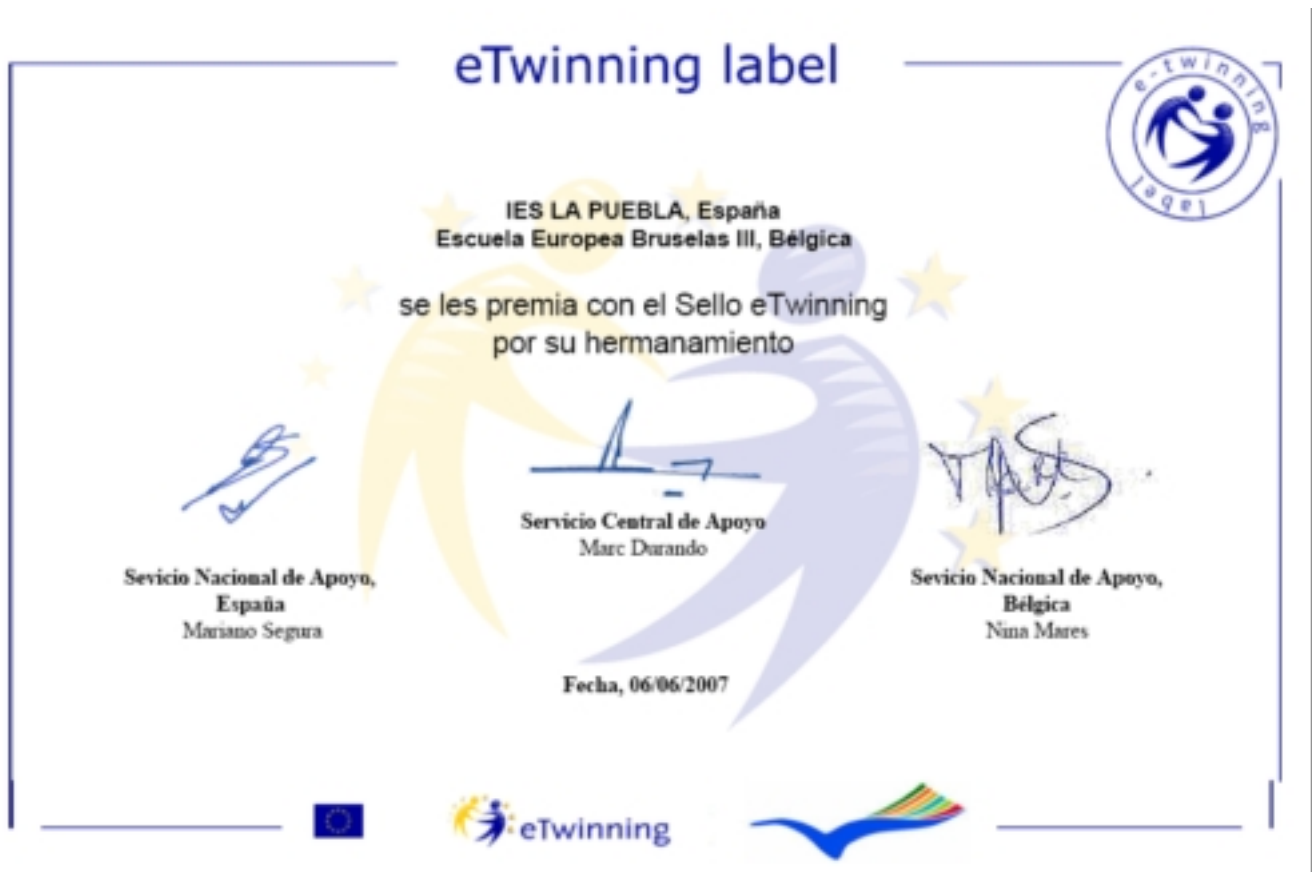 eTwinning label
e-twinning
label
IES LA PUEBLA, España
Escuela Europea Bruselas III, Bélgica
se les premia con el Sello eTwinning
por su hermanamiento
Servicio Central de Apoyo
Marc Durando
Sevicio Nacional de Apoyo,
España
Mariano Segura
Sevicio Nacional de Apoyo,
Bélgica
Nina Mares
Fecha, 06/06/2007
eTwinning